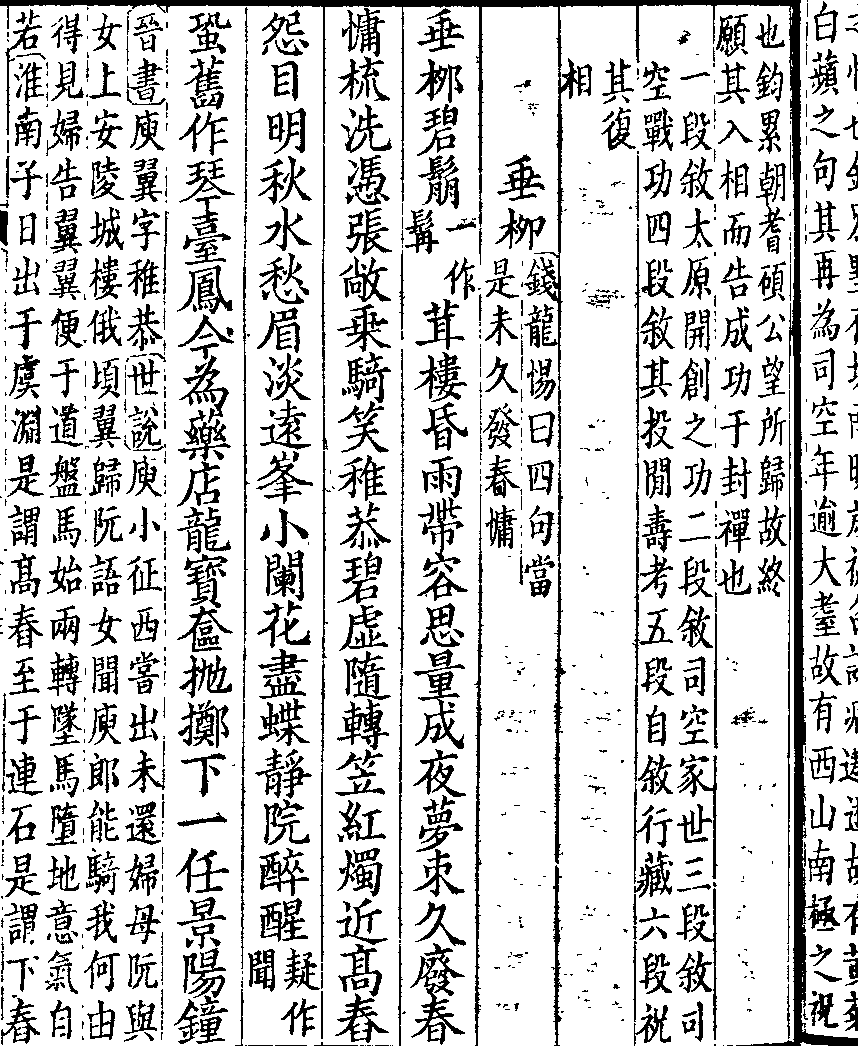 白蘋之句其再為司空年逾大耋故有西山南極之祝
也鈞累朝耆碩公望所歸故終
願其入相而告成功于封禪也
一段敘太原開創之功二段敘司空家世三段敘司
空戰功四段敘其投閒壽考五段自敘行藏六段祝
其復
相
垂柳錢龍惕曰四句當
是未久發春慵
垂柳碧鬅一作髯茸樓昏雨帶容思量成夜夢朿久廢春
慵梳洗憑張敞乗騎笑稚恭碧虛隨轉笠紅燭近髙舂
怨目明秋水愁眉淡遠峯小闌花盡蝶靜院醉醒疑作聞
蛩舊作琴臺鳳今為藥店龍寶奩拋擲下一任景陽鐘
晉書庾翼字稚恭世說庾小征西嘗出未還婦母阮與
女上安陵城樓俄頃翼歸阮語女聞庾郎能騎我何由
得見婦告翼翼便于道盤馬始兩轉墜馬墮地意氣自
若淮南子日出于虞淵是謂髙舂至于連石是謂下舂